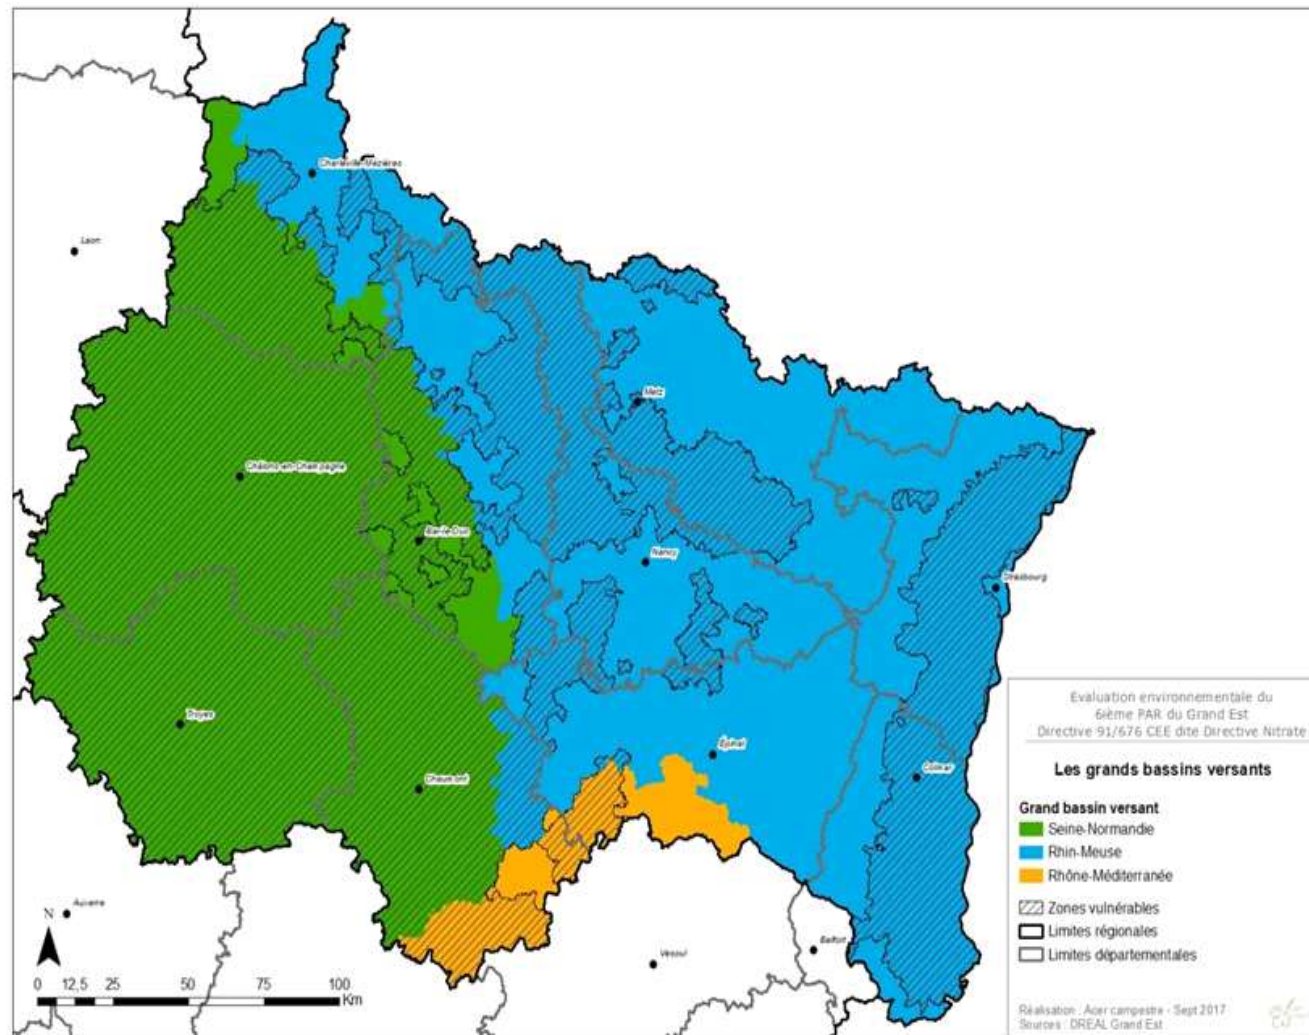 Charleville-Mézières
Laon
Metz
Châlons-en-Champagne
Bar-le-Duc
Nancy
Strasbourg
Troyes
Épinal
Chaumont
Colmar
Auxerre
Vesoul
Belfort
N
0 12,5 25 50 75 100
Km
Evaluation environnementale du
6ième PAR du Grand Est
Directive 91/676 CEE dite Directive Nitrate
Les grands bassins versants
Grand bassin versant
Seine-Normandie
Rhin-Meuse
Rhône-Méditerranée
Zones vulnérables
Limites régionales
Limites départementales
Réalisation : Acer campestre - Sept 2017
Sources : DREAL Grand Est